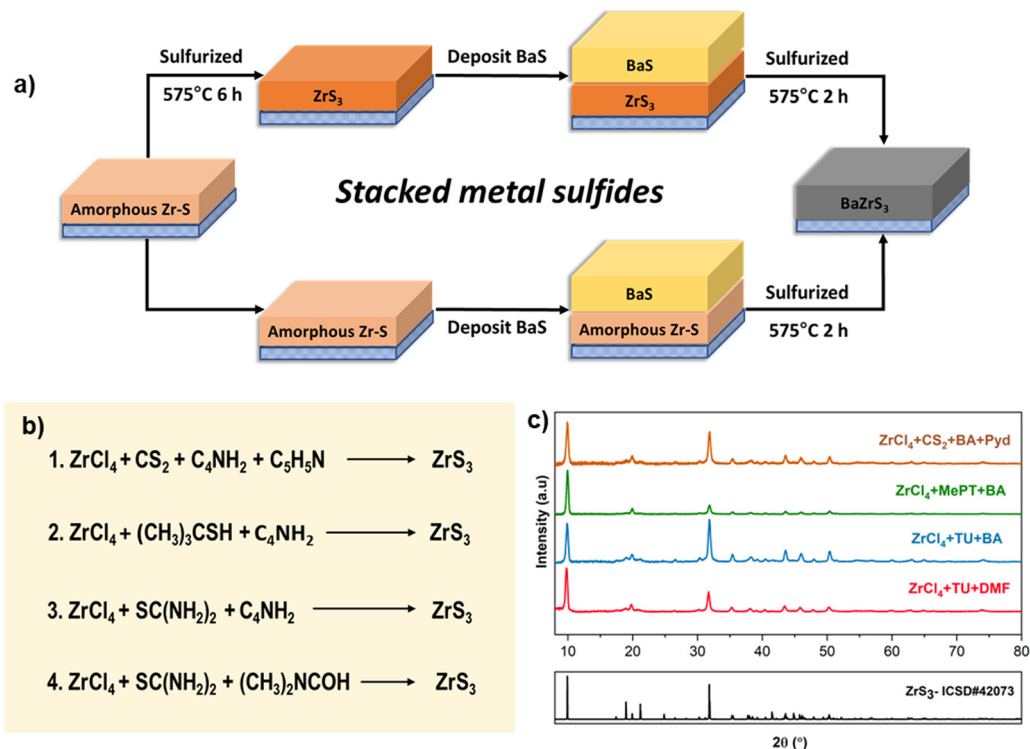 a)
Sulfurized
575°C 6 h
ZrS₃
Deposit BaS
BaS
ZrS₃
Sulfurized
575°C 2 h
Amorphous Zr-S
Stacked metal sulfides
BaZrS₃
Amorphous Zr-S
Deposit BaS
BaS
Amorphous Zr-S
Sulfurized
575°C 2 h
b)
1. ZrCl₄ + CS₂ + C₄NH₂ + C₅H₅N ⟶ ZrS₃
2. ZrCl₄ + (CH₃)₃CSH + C₄NH₂ ⟶ ZrS₃
3. ZrCl₄ + SC(NH₂)₂ + C₄NH₂ ⟶ ZrS₃
4. ZrCl₄ + SC(NH₂)₂ + (CH₃)₂NCOH ⟶ ZrS₃
c)
Intensity (a.u)
ZrCl₄+CS₂+BA+Pyd
ZrCl₄+MePT+BA
ZrCl₄+TU+BA
ZrCl₄+TU+DMF
10 20 30 40 50 60 70 80
ZrS₃- ICSD#42073
2θ (°)